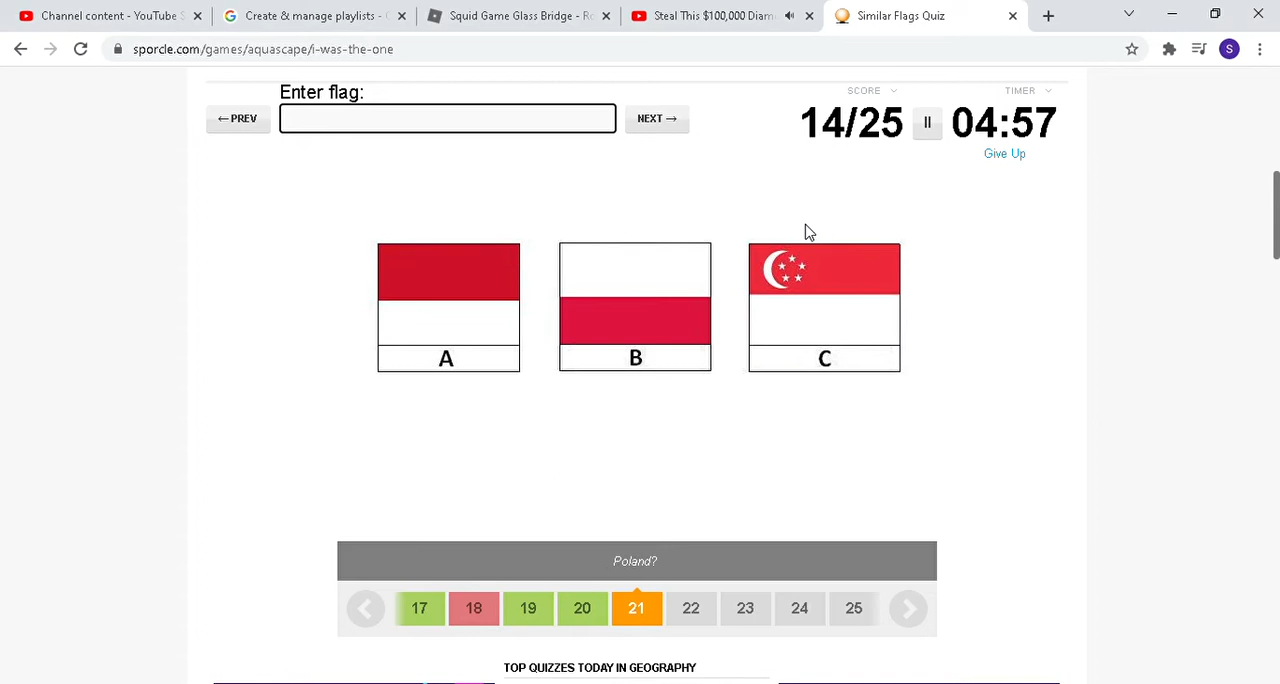 Channel content - YouTube S
Create & manage playlists - C
Squid Game Glass Bridge - Ro
Steal This $100,000 Diam
Similar Flags Quiz
sporcle.com/games/aquascape/i-was-the-one
S
Enter flag:
← PREV
NEXT →
SCORE
14/25
TIMER
04:57
Give Up
A
B
C
Poland?
17
18
19
20
21
22
23
24
25
TOP QUIZZES TODAY IN GEOGRAPHY